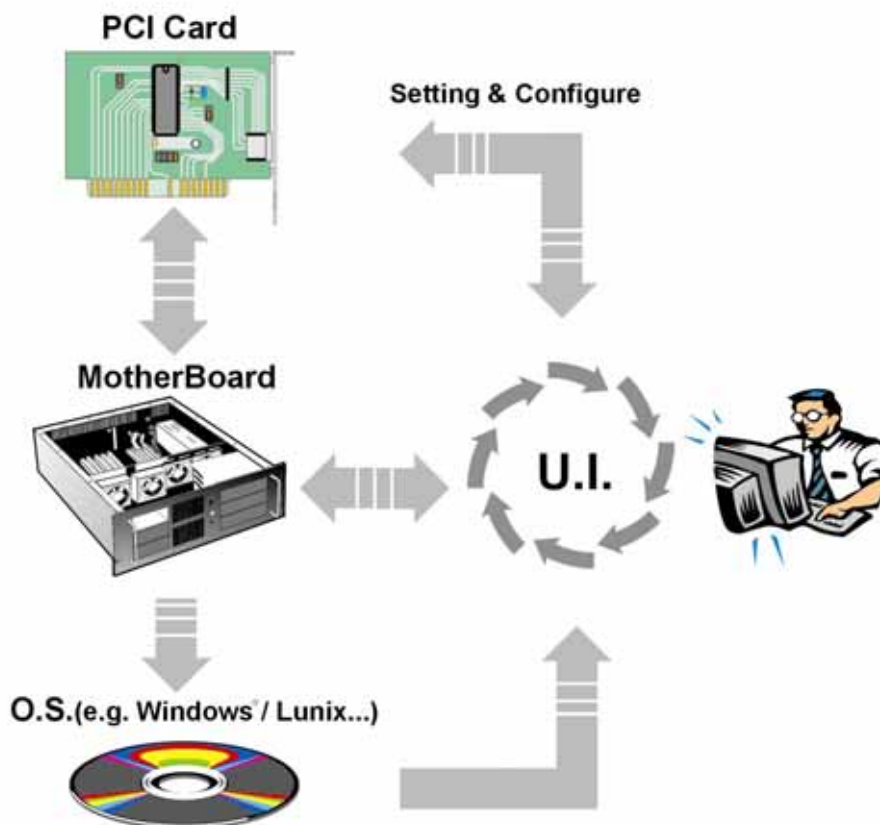 PCI Card
Setting & Configure
MotherBoard
U.I.
O.S.(e.g. Windows®/ Lunix...)